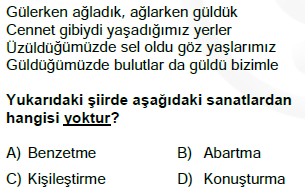 Gülerken ağladık, ağlarken güldük
Cennet gibiydi yaşadığımız yerler
Üzüldüğümüzde sel oldu göz yaşlarımız
Güldüğümüzde bulutlar da güldü bizimle
Yukarıdaki şiirde aşağıdaki sanatlardan
hangisi yoktur?
A) Benzetme B) Abartma
C) Kişileştirme D) Konuşturma